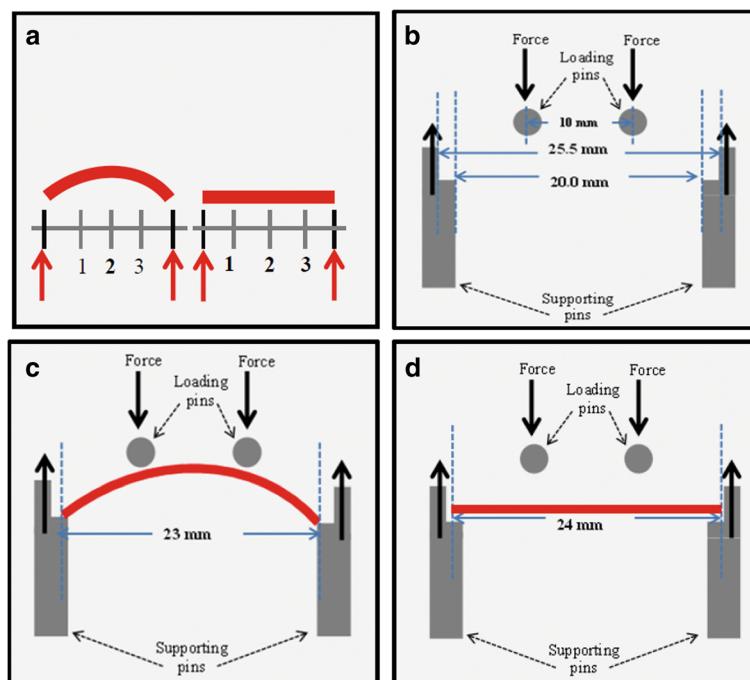 a
1 2 3 1 2 3
b
Force Force
Loading
pins
10 mm
25.5 mm
20.0 mm
Supporting
pins
c
Force Force
Loading
pins
23 mm
Supporting
pins
d
Force Force
Loading
pins
24 mm
Supporting
pins